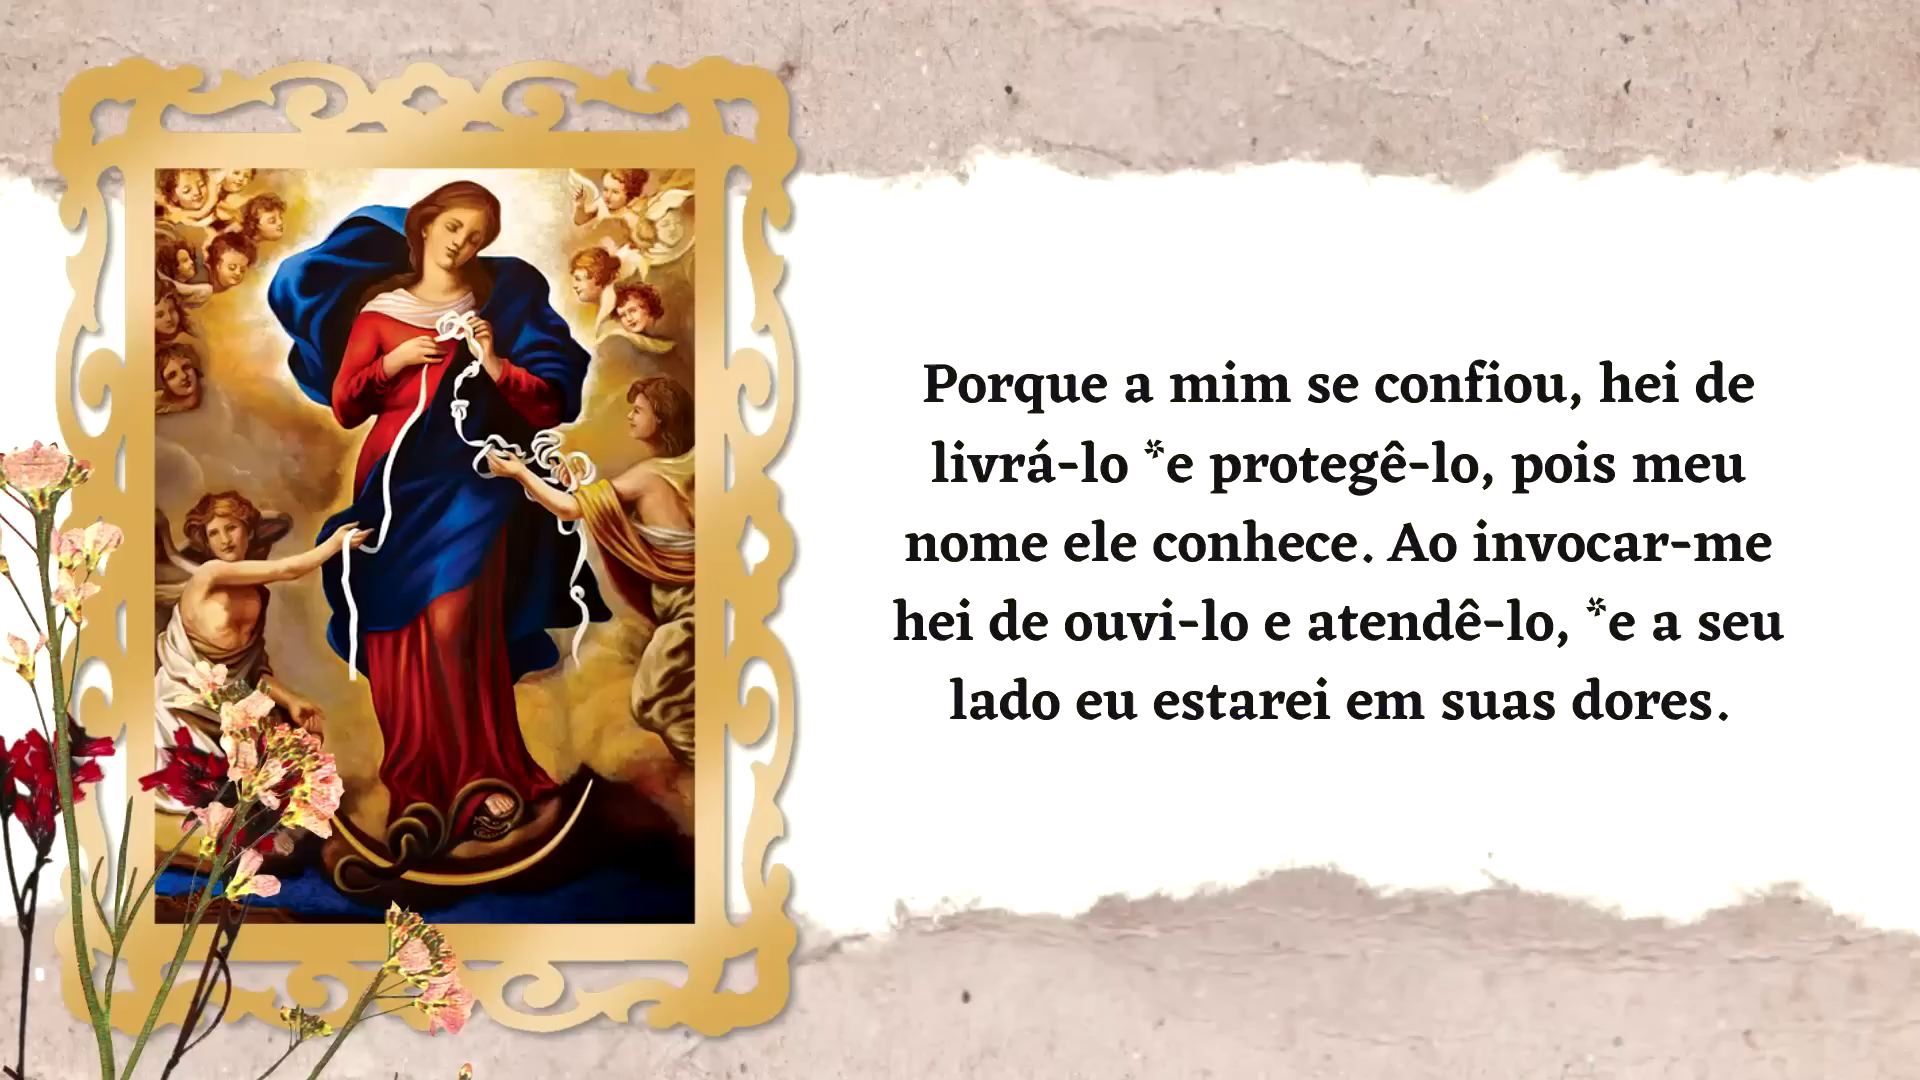 Porque a mim se confiou, hei de
livrá-lo *e protegê-lo, pois meu
nome ele conhece. Ao invocar-me
hei de ouvi-lo e atendê-lo, *e a seu
lado eu estarei em suas dores.